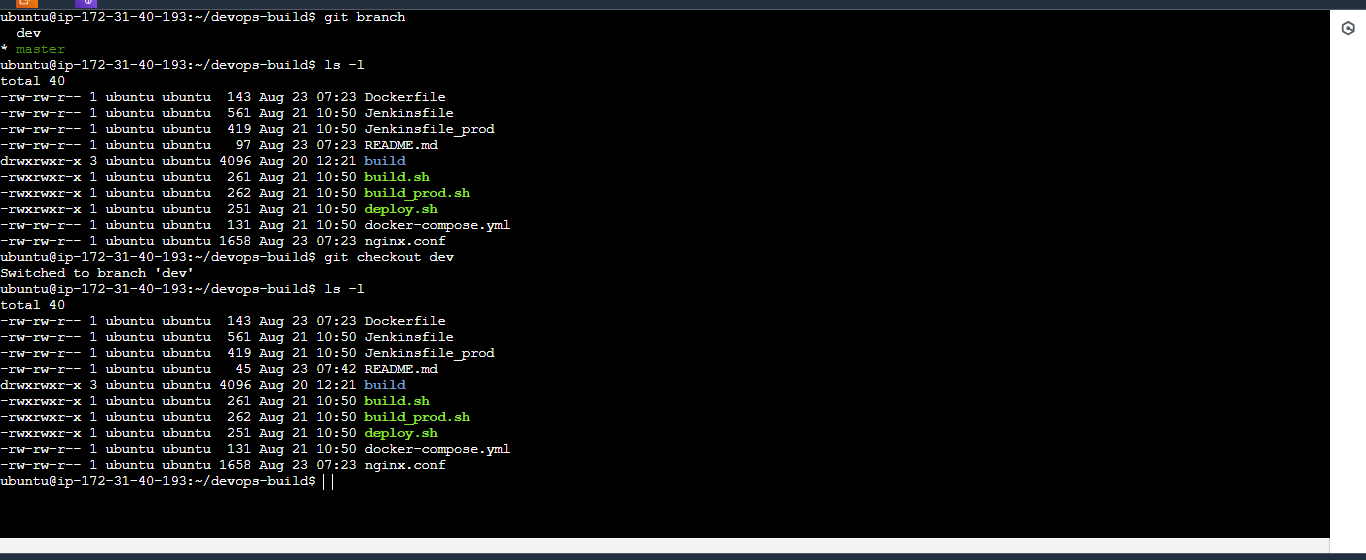 ubuntu@ip-172-31-40-193:~/devops-build$ git branch
  dev
* master
ubuntu@ip-172-31-40-193:~/devops-build$ ls -l
total 40
-rw-rw-r-- 1 ubuntu ubuntu  143 Aug 23 07:23 Dockerfile
-rw-rw-r-- 1 ubuntu ubuntu  561 Aug 21 10:50 Jenkinsfile
-rw-rw-r-- 1 ubuntu ubuntu  419 Aug 21 10:50 Jenkinsfile_prod
-rw-rw-r-- 1 ubuntu ubuntu   97 Aug 23 07:23 README.md
drwxrwxr-x 3 ubuntu ubuntu 4096 Aug 20 12:21 build
-rwxrwxr-x 1 ubuntu ubuntu  261 Aug 21 10:50 build.sh
-rwxrwxr-x 1 ubuntu ubuntu  262 Aug 21 10:50 build_prod.sh
-rwxrwxr-x 1 ubuntu ubuntu  251 Aug 21 10:50 deploy.sh
-rw-rw-r-- 1 ubuntu ubuntu  131 Aug 21 10:50 docker-compose.yml
-rw-rw-r-- 1 ubuntu ubuntu 1658 Aug 23 07:23 nginx.conf
ubuntu@ip-172-31-40-193:~/devops-build$ git checkout dev
Switched to branch 'dev'
ubuntu@ip-172-31-40-193:~/devops-build$ ls -l
total 40
-rw-rw-r-- 1 ubuntu ubuntu  143 Aug 23 07:23 Dockerfile
-rw-rw-r-- 1 ubuntu ubuntu  561 Aug 21 10:50 Jenkinsfile
-rw-rw-r-- 1 ubuntu ubuntu  419 Aug 21 10:50 Jenkinsfile_prod
-rw-rw-r-- 1 ubuntu ubuntu   45 Aug 23 07:42 README.md
drwxrwxr-x 3 ubuntu ubuntu 4096 Aug 20 12:21 build
-rwxrwxr-x 1 ubuntu ubuntu  261 Aug 21 10:50 build.sh
-rwxrwxr-x 1 ubuntu ubuntu  262 Aug 21 10:50 build_prod.sh
-rwxrwxr-x 1 ubuntu ubuntu  251 Aug 21 10:50 deploy.sh
-rw-rw-r-- 1 ubuntu ubuntu  131 Aug 21 10:50 docker-compose.yml
-rw-rw-r-- 1 ubuntu ubuntu 1658 Aug 23 07:23 nginx.conf
ubuntu@ip-172-31-40-193:~/devops-build$